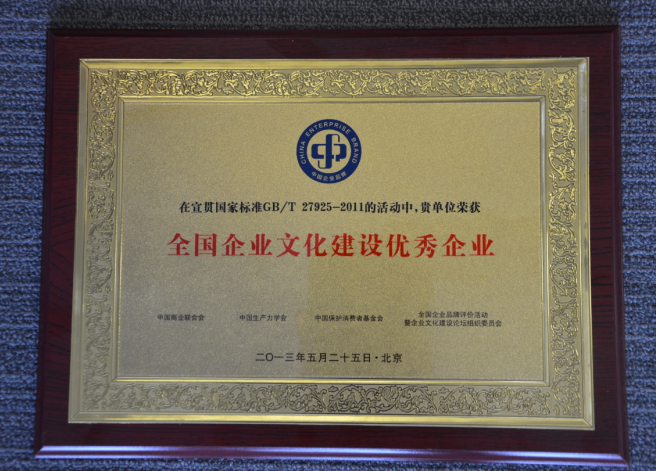 CHINA ENTERPRISE BRAND
中国企业品牌
在宣贯国家标准GB/T 27925-2011的活动中,贵单位荣获
全国企业文化建设优秀企业
中国商业联合会 中国生产力学会 中国保护消费者基金会 全国企业品牌评价活动
暨企业文化建设论坛组织委员会
二〇一三年五月二十五日·北京